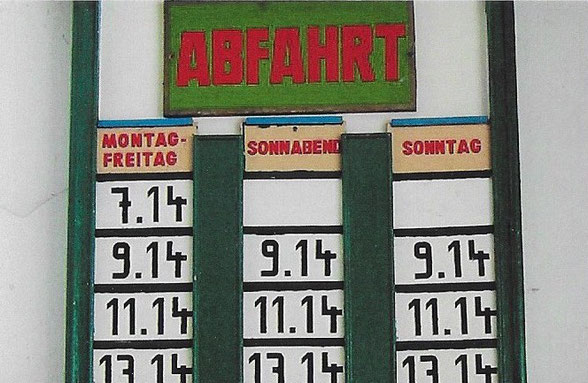 ABFAHRT
MONTAG-
FREITAG
SONNABEND
SONNTAG
7.14
9.14 9.14 9.14
11.14 11.14 11.14
13.14 13.14 13.14